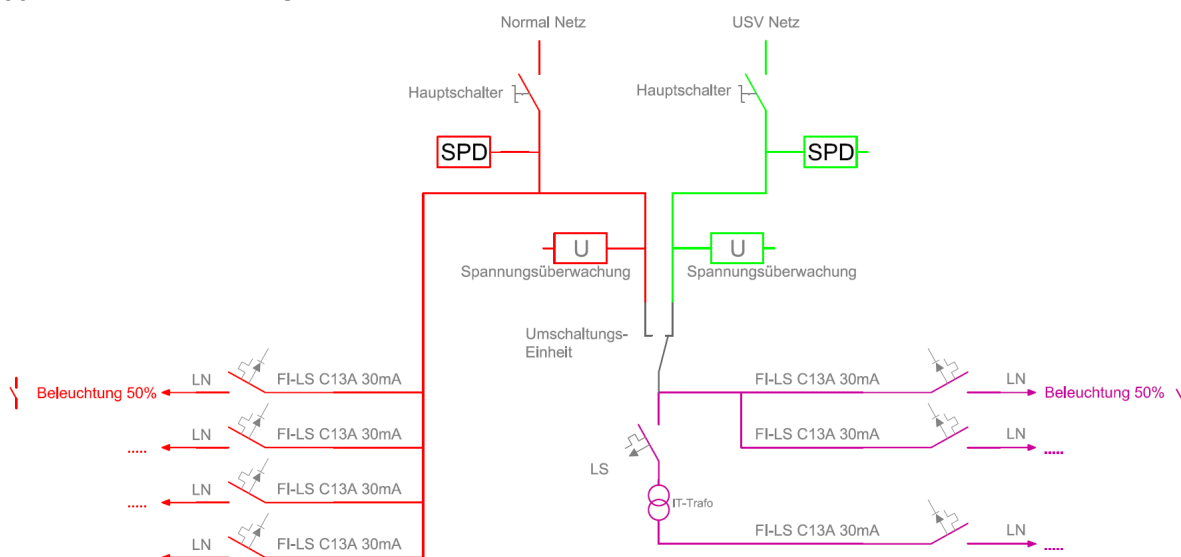 Normal Netz
USV Netz
Hauptschalter
Hauptschalter
SPD
SPD
U
U
Spannungsüberwachung
Spannungsüberwachung
Umschaltungs-
Einheit
LN
FI-LS C13A 30mA
FI-LS C13A 30mA
LN
Beleuchtung 50%
Beleuchtung 50%
LN
FI-LS C13A 30mA
FI-LS C13A 30mA
LN
.....
.....
LS
LN
FI-LS C13A 30mA
.....
IT-Trafo
LN
FI-LS C13A 30mA
FI-LS C13A 30mA
LN
.....